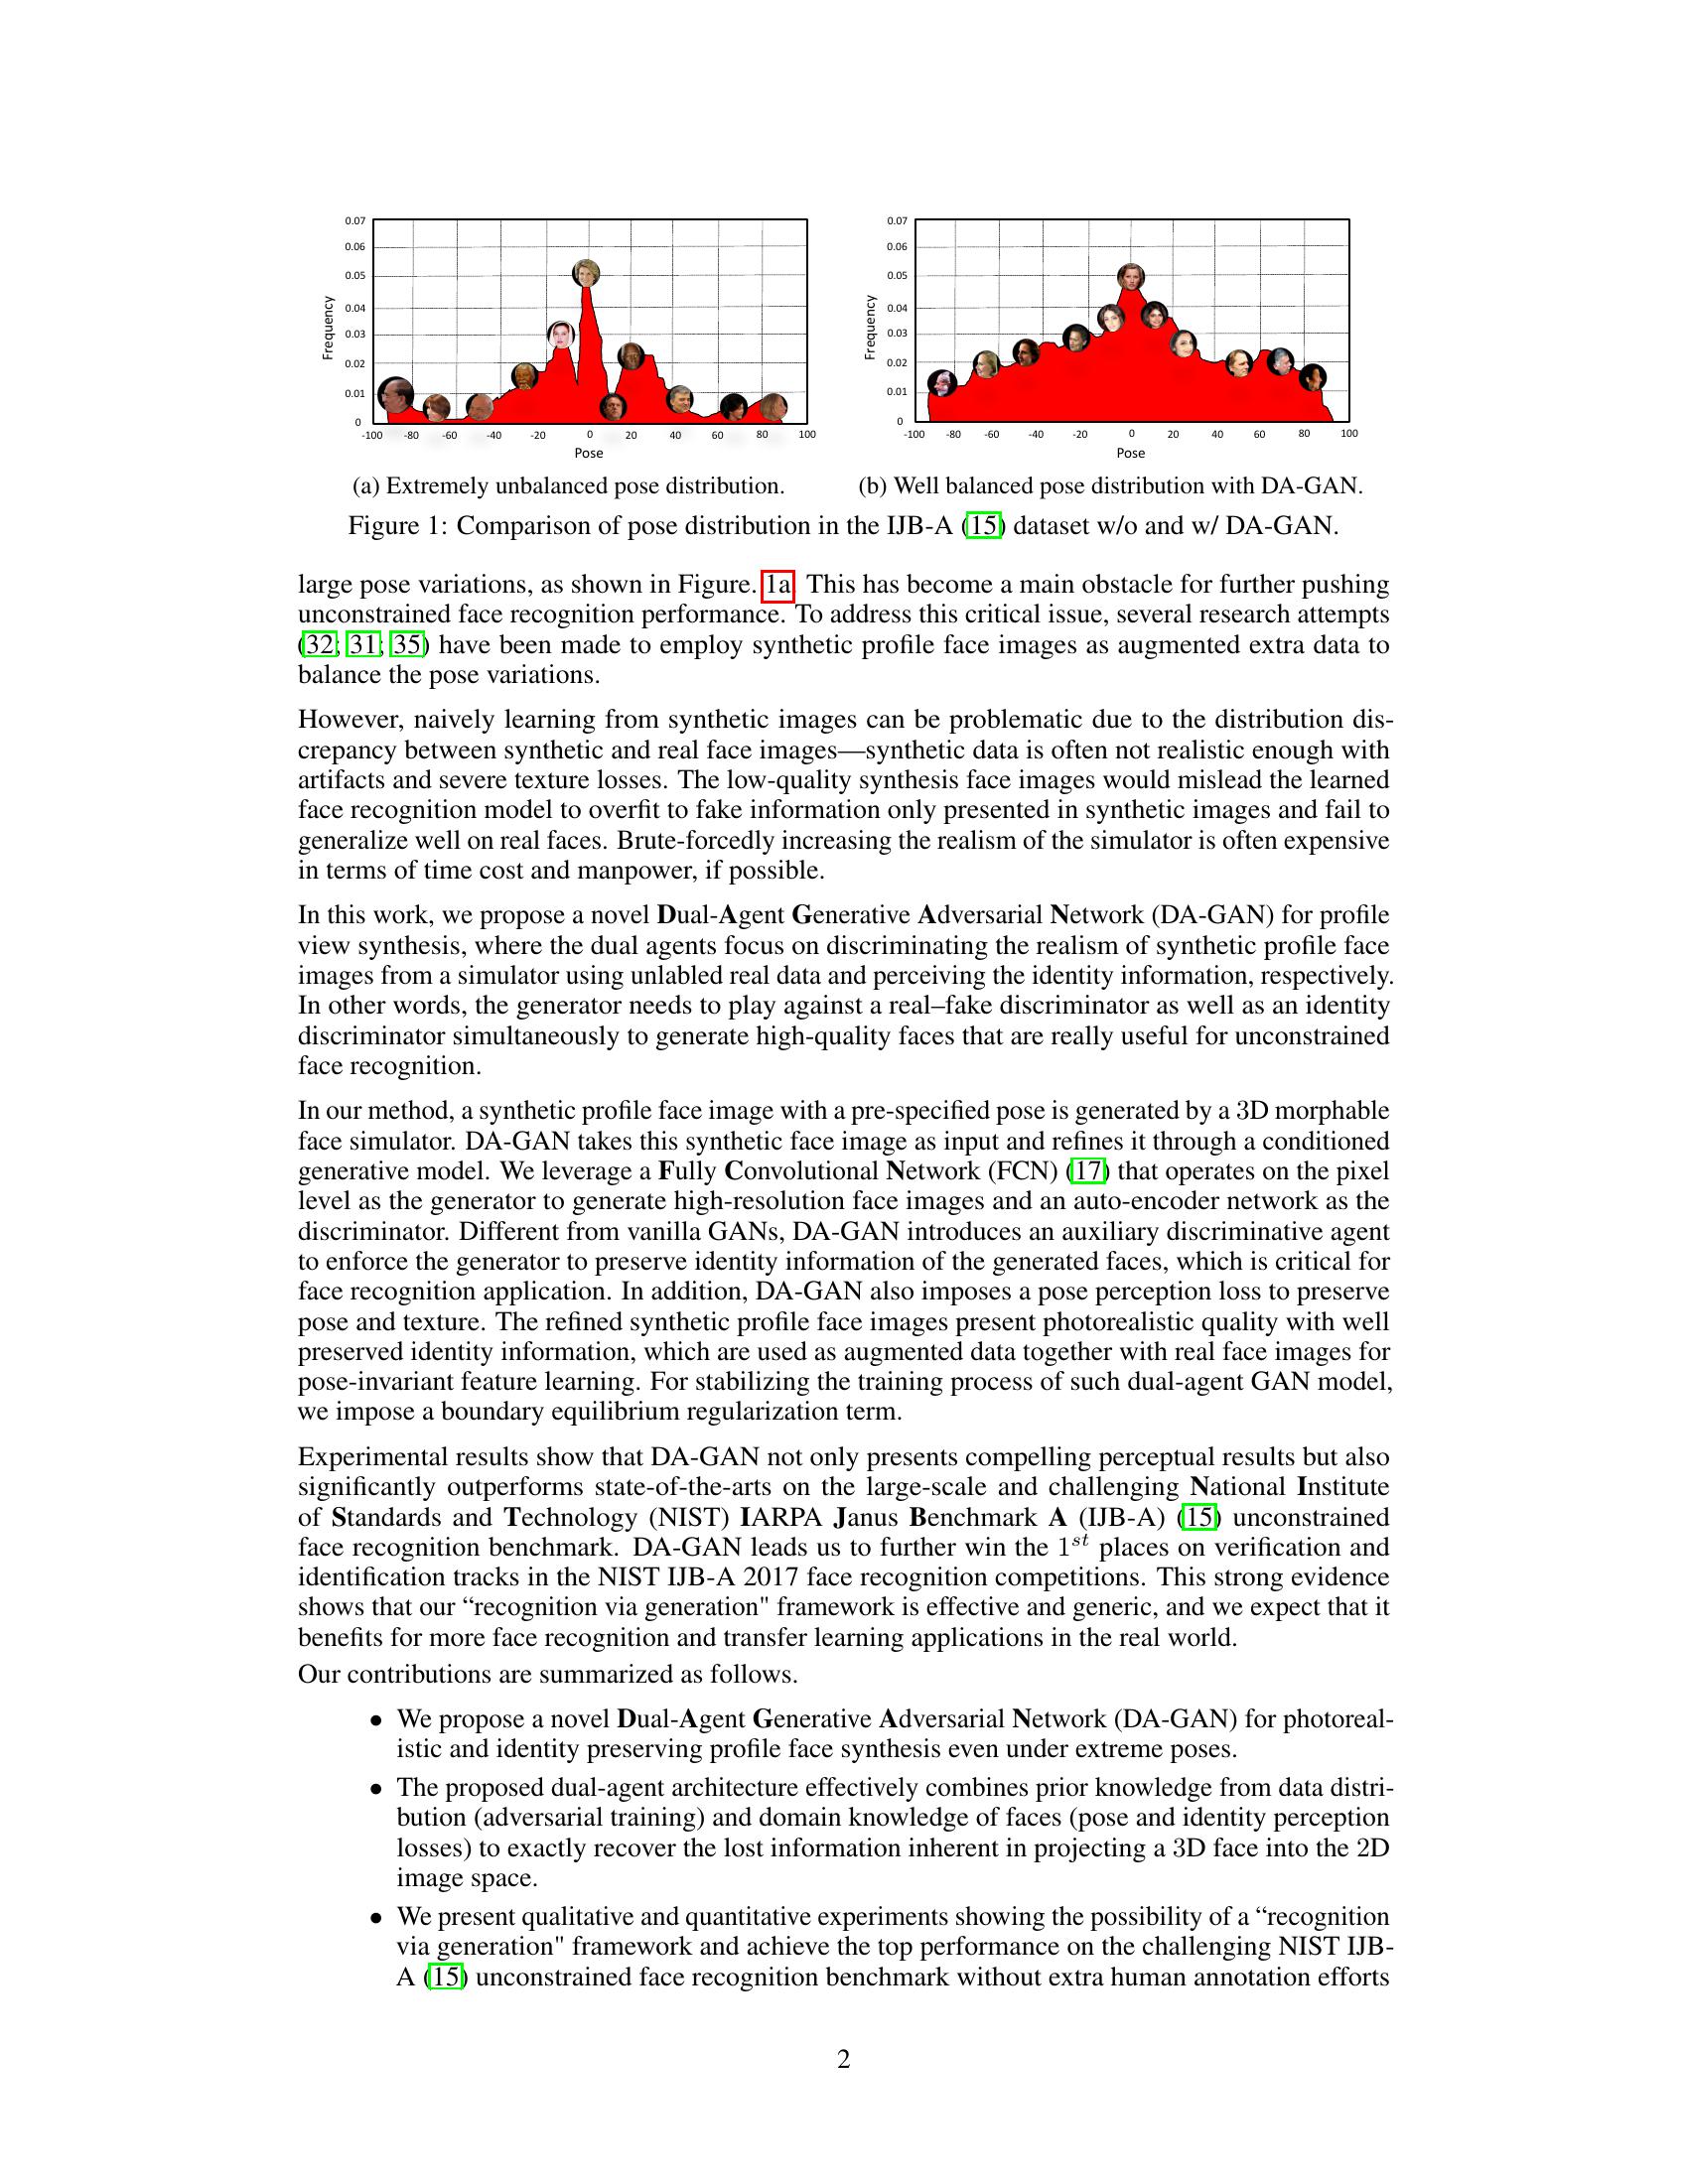 0.07
0.06
0.05
0.04
0.03
0.02
0.01
0
Frequency
-100 -80 -60 -40 -20 0 20 40 60 80 100
Pose
0.07
0.06
0.05
0.04
0.03
0.02
0.01
0
Frequency
-100 -80 -60 -40 -20 0 20 40 60 80 100
Pose
(a) Extremely unbalanced pose distribution.
(b) Well balanced pose distribution with DA-GAN.
Figure 1: Comparison of pose distribution in the IJB-A (15) dataset w/o and w/ DA-GAN.
large pose variations, as shown in Figure. 1a This has become a main obstacle for further pushing
unconstrained face recognition performance. To address this critical issue, several research attempts
(32; 31; 35) have been made to employ synthetic profile face images as augmented extra data to
balance the pose variations.
However, naively learning from synthetic images can be problematic due to the distribution dis-
crepancy between synthetic and real face images—synthetic data is often not realistic enough with
artifacts and severe texture losses. The low-quality synthesis face images would mislead the learned
face recognition model to overfit to fake information only presented in synthetic images and fail to
generalize well on real faces. Brute-forcedly increasing the realism of the simulator is often expensive
in terms of time cost and manpower, if possible.
In this work, we propose a novel Dual-Agent Generative Adversarial Network (DA-GAN) for profile
view synthesis, where the dual agents focus on discriminating the realism of synthetic profile face
images from a simulator using unlabled real data and perceiving the identity information, respectively.
In other words, the generator needs to play against a real–fake discriminator as well as an identity
discriminator simultaneously to generate high-quality faces that are really useful for unconstrained
face recognition.
In our method, a synthetic profile face image with a pre-specified pose is generated by a 3D morphable
face simulator. DA-GAN takes this synthetic face image as input and refines it through a conditioned
generative model. We leverage a Fully Convolutional Network (FCN) (17) that operates on the pixel
level as the generator to generate high-resolution face images and an auto-encoder network as the
discriminator. Different from vanilla GANs, DA-GAN introduces an auxiliary discriminative agent
to enforce the generator to preserve identity information of the generated faces, which is critical for
face recognition application. In addition, DA-GAN also imposes a pose perception loss to preserve
pose and texture. The refined synthetic profile face images present photorealistic quality with well
preserved identity information, which are used as augmented data together with real face images for
pose-invariant feature learning. For stabilizing the training process of such dual-agent GAN model,
we impose a boundary equilibrium regularization term.
Experimental results show that DA-GAN not only presents compelling perceptual results but also
significantly outperforms state-of-the-arts on the large-scale and challenging National Institute
of Standards and Technology (NIST) IARPA Janus Benchmark A (IJB-A) (15) unconstrained
face recognition benchmark. DA-GAN leads us to further win the 1st places on verification and
identification tracks in the NIST IJB-A 2017 face recognition competitions. This strong evidence
shows that our “recognition via generation" framework is effective and generic, and we expect that it
benefits for more face recognition and transfer learning applications in the real world.
Our contributions are summarized as follows.
• We propose a novel Dual-Agent Generative Adversarial Network (DA-GAN) for photoreal-
istic and identity preserving profile face synthesis even under extreme poses.
• The proposed dual-agent architecture effectively combines prior knowledge from data distri-
bution (adversarial training) and domain knowledge of faces (pose and identity perception
losses) to exactly recover the lost information inherent in projecting a 3D face into the 2D
image space.
• We present qualitative and quantitative experiments showing the possibility of a “recognition
via generation" framework and achieve the top performance on the challenging NIST IJB-
A (15) unconstrained face recognition benchmark without extra human annotation efforts
2